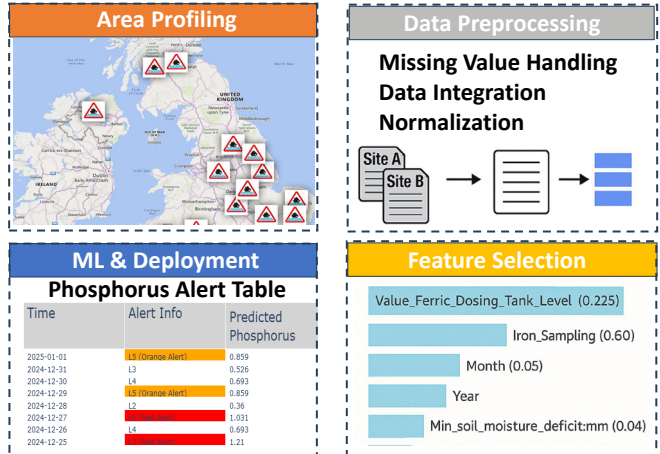 Area Profiling
UNITED
KINGDOM
IRELAND
Data Preprocessing
Missing Value Handling
Data Integration
Normalization
Site A
Site B
ML & Deployment
Phosphorus Alert Table
Time Alert Info Predicted Phosphorus
2025-01-01 L5 (Orange Alert) 0.859
2024-12-31 L3 0.526
2024-12-30 L4 0.693
2024-12-29 L5 (Orange Alert) 0.859
2024-12-28 L2 0.36
2024-12-27 1.031
2024-12-26 L4 0.693
2024-12-25 1.21
Feature Selection
Value_Ferric_Dosing_Tank_Level (0.225)
Iron_Sampling (0.60)
Month (0.05)
Year
Min_soil_moisture_deficit:mm (0.04)